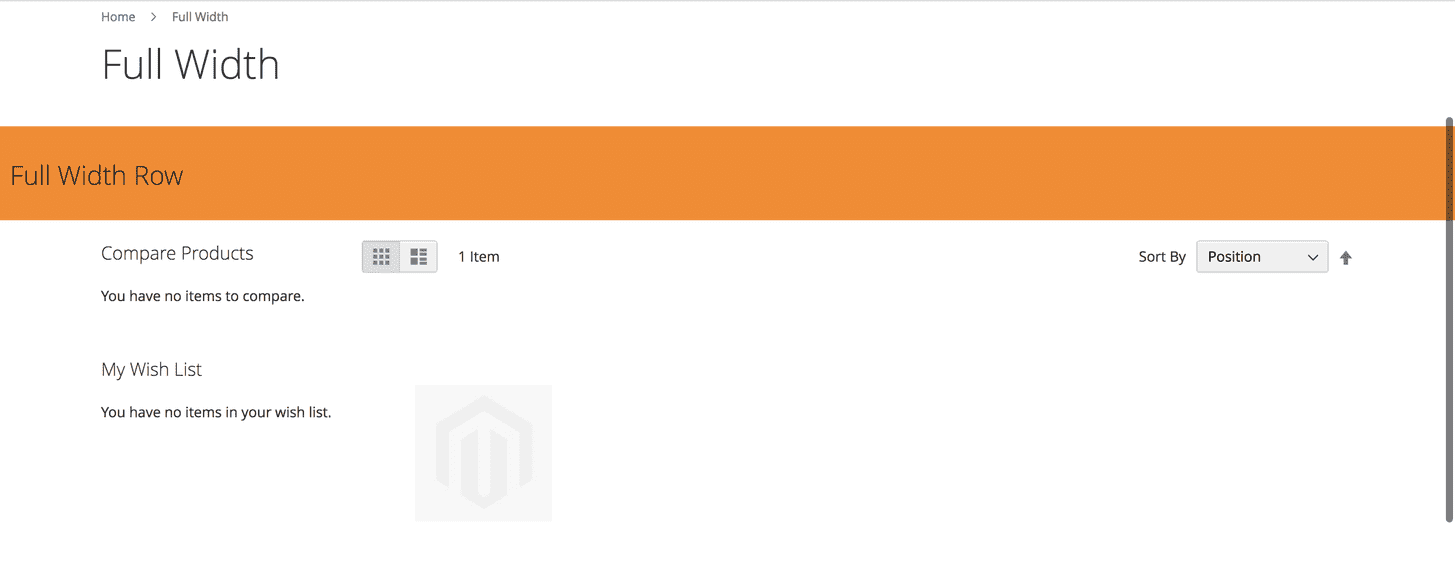 Home > Full Width
Full Width
Full Width Row
Compare Products
You have no items to compare.
1 Item
Sort By Position
My Wish List
You have no items in your wish list.